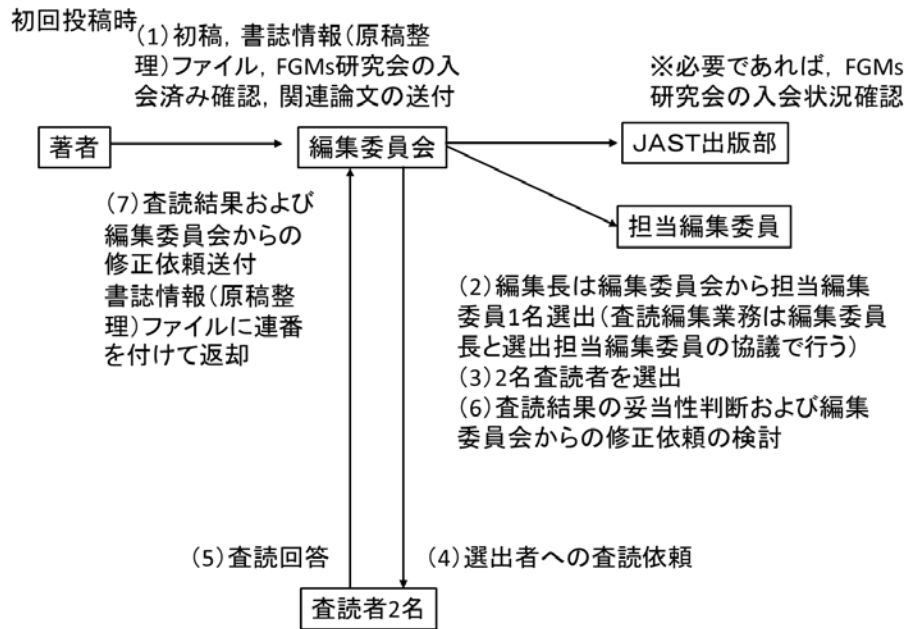 初回投稿時
(1)初稿, 書誌情報(原稿整
理)ファイル, FGMs研究会の入
会済み確認, 関連論文の送付
※必要であれば, FGMs
研究会の入会状況確認
著者
編集委員会
JAST出版部
担当編集委員
(7)査読結果および
編集委員会からの
修正依頼送付
書誌情報(原稿整
理)ファイルに連番
を付けて返却
(2)編集長は編集委員会から担当編集
委員1名選出(査読編集業務は編集委員
長と選出担当編集委員の協議で行う)
(3)2名査読者を選出
(6)査読結果の妥当性判断および編集
委員会からの修正依頼の検討
(5)査読回答
(4)選出者への査読依頼
査読者2名